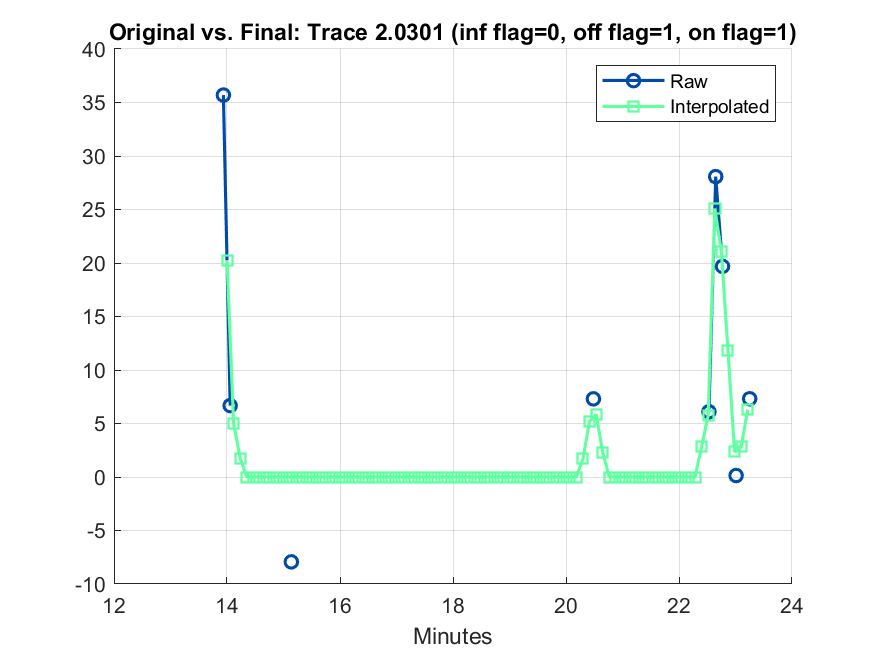 Original vs. Final: Trace 2.0301 (inf flag=0, off flag=1, on flag=1)
40
35
30
25
20
15
10
5
0
-5
-10
Raw
Interpolated
12 14 16 18 20 22 24
Minutes